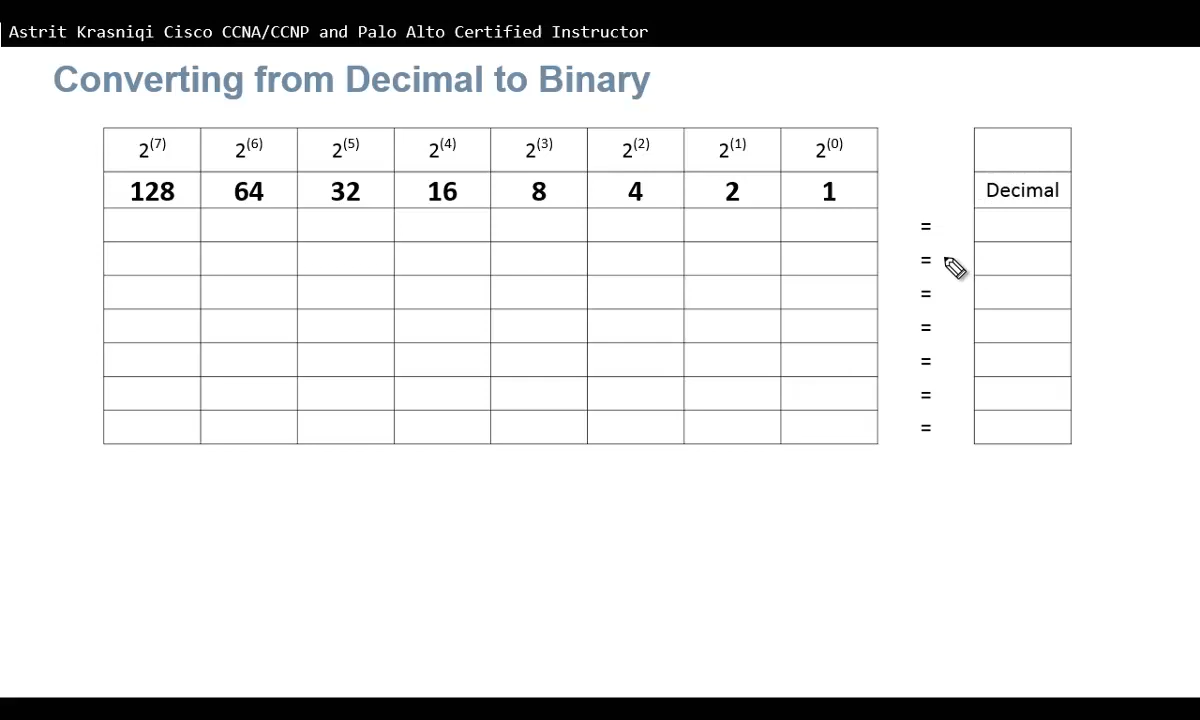 Astrit Krasniqi Cisco CCNA/CCNP and Palo Alto Certified Instructor
Converting from Decimal to Binary
2(7) 2(6) 2(5) 2(4) 2(3) 2(2) 2(1) 2(0)
128 64 32 16 8 4 2 1 Decimal
=
=
=
=
=
=
=